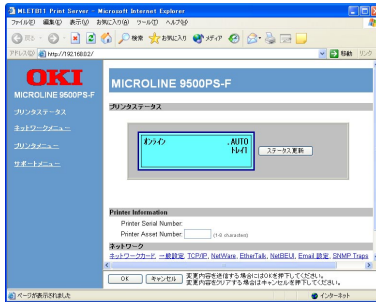 MLETB11 Print Server - Microsoft Internet Explorer
ファイル(F) 編集(E) 表示(V) お気に入り(A) ツール(T) ヘルプ(H)
戻る 検索 お気に入り メディア
アドレス(D) http://192.168.0.2/ 移動 リンク
OKI
MICROLINE 9500PS-F
プリンタステータス
ネットワークメニュー
プリンタメニュー
サポートメニュー
MICROLINE 9500PS-F
プリンタステータス
オンライン .AUTO
トレイ1
ステータス更新
Printer Information
Printer Serial Number:
Printer Asset Number: (1-8 characters)
ネットワーク
ネットワークカード, 一般設定, TCP/IP, NetWare, EtherTalk, NetBEUI, Email 設定, SNMP Traps
OK キャンセル 変更内容を送信する場合にはOKを押下してください。
変更内容をクリアする場合はキャンセルを押下してください。
ページが表示されました インターネット